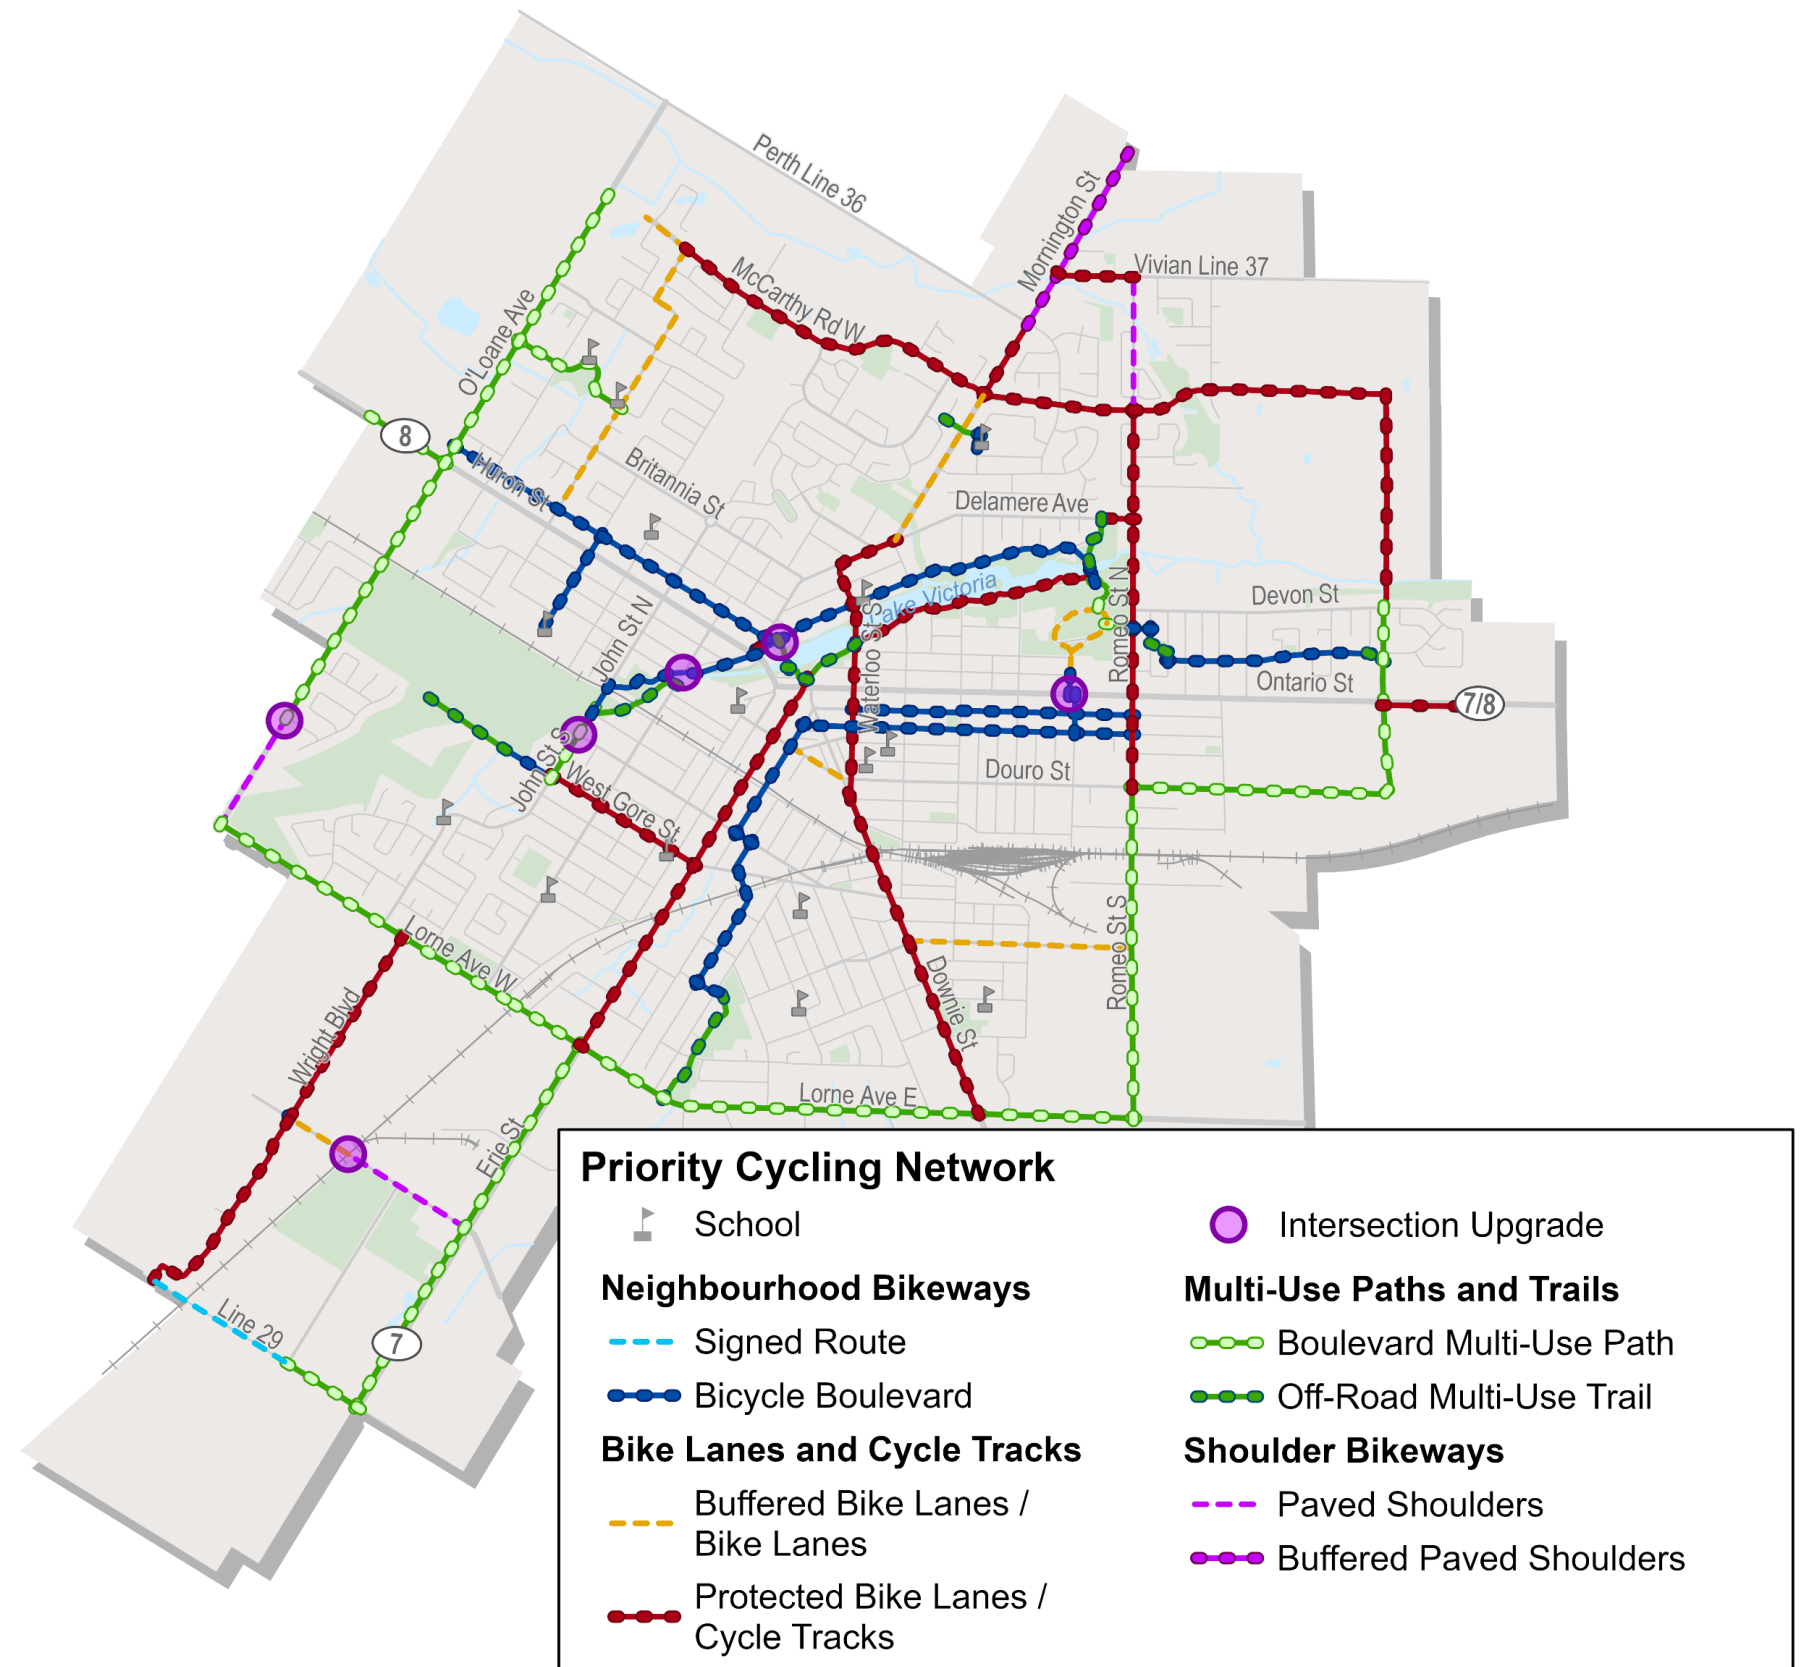 Perth Line 36
Mornington St
Vivian Line 37
McCarthy Rd W
O'Loane Ave
8
Huron St
Britannia St
Delamere Ave
Lake Victoria
Romeo St N
Devon St
John St N
Waterloo St S
Ontario St
7/8
John St S
West Gore St
Douro St
Lorne Ave W
Romeo St S
Downie St
Wright Blvd
Lorne Ave E
Erie St
Line 29
7
Priority Cycling Network
School
Intersection Upgrade
Neighbourhood Bikeways
Signed Route
Bicycle Boulevard
Bike Lanes and Cycle Tracks
Buffered Bike Lanes /
Bike Lanes
Protected Bike Lanes /
Cycle Tracks
Multi-Use Paths and Trails
Boulevard Multi-Use Path
Off-Road Multi-Use Trail
Shoulder Bikeways
Paved Shoulders
Buffered Paved Shoulders